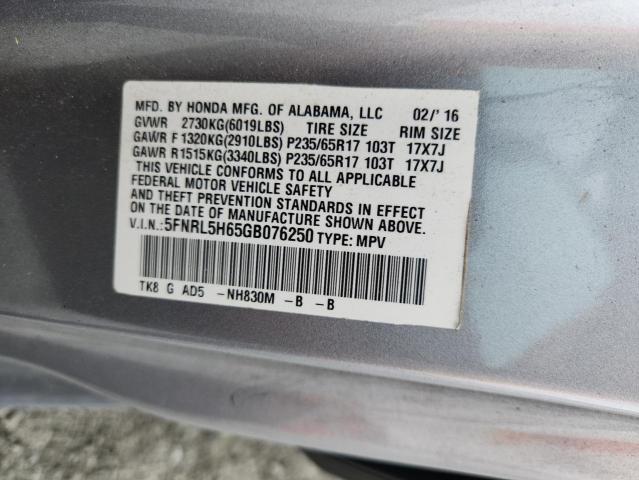 MFD. BY HONDA MFG. OF ALABAMA, LLC 02/' 16
GVWR 2730KG(6019LBS) TIRE SIZE RIM SIZE
GAWR F 1320KG(2910LBS) P235/65R17 103T 17X7J
GAWR R1515KG(3340LBS) P235/65R17 103T 17X7J
THIS VEHICLE CONFORMS TO ALL APPLICABLE
FEDERAL MOTOR VEHICLE SAFETY
AND THEFT PREVENTION STANDARDS IN EFFECT
ON THE DATE OF MANUFACTURE SHOWN ABOVE.
V.I.N.:5FNRL5H65GB076250 TYPE: MPV
TK8 G AD5 -NH830M -B -B